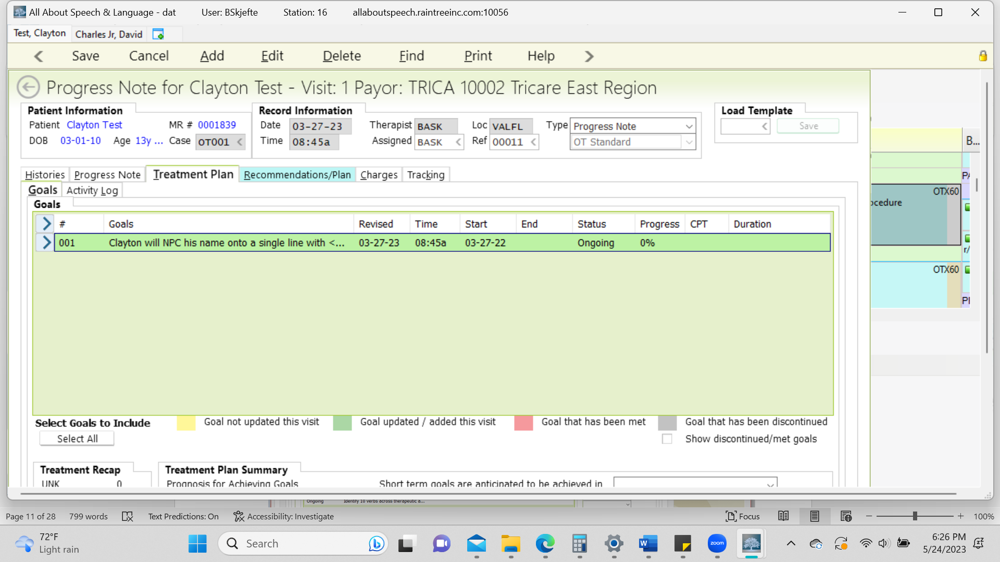 All About Speech & Language - dat User: BSkjefte Station: 16 allaboutspeech.raintreeinc.com:10056
Test, Clayton Charles Jr, David
Save Cancel Add Edit Delete Find Print Help
Progress Note for Clayton Test - Visit: 1 Payor: TRICA 10002 Tricare East Region
Patient Information Record Information Load Template
Patient Clayton Test MR # 0001839 Date 03-27-23 Therapist BASK Loc VALFL Type Progress Note Save
DOB 03-01-10 Age 13y ... Case OT001 Time 08:45a Assigned BASK Ref 00011 OT Standard
B...
Histories Progress Note Treatment Plan Recommendations/Plan Charges Tracking
PA
Goals Activity Log
OTX60
ocedure
Goals
# Goals Revised Time Start End Status Progress CPT Duration
001 Clayton will NPC his name onto a single line with <... 03-27-23 08:45a 03-27-22 Ongoing 0%
r/
OTX60
PI
Select Goals to Include Goal not updated this visit Goal updated / added this visit Goal that has been met Goal that has been discontinued
Select All Show discontinued/met goals
Treatment Recap Treatment Plan Summary
UNK 0 Prognosis for Achieving Goals Short term goals are anticipated to be achieved in
Ongoing Identify 10 verbs across therapeutic a...
Page 11 of 28 799 words Text Predictions: On Accessibility: Investigate Focus 100%
72°F
Light rain
Search
zoom
6:26 PM
5/24/2023